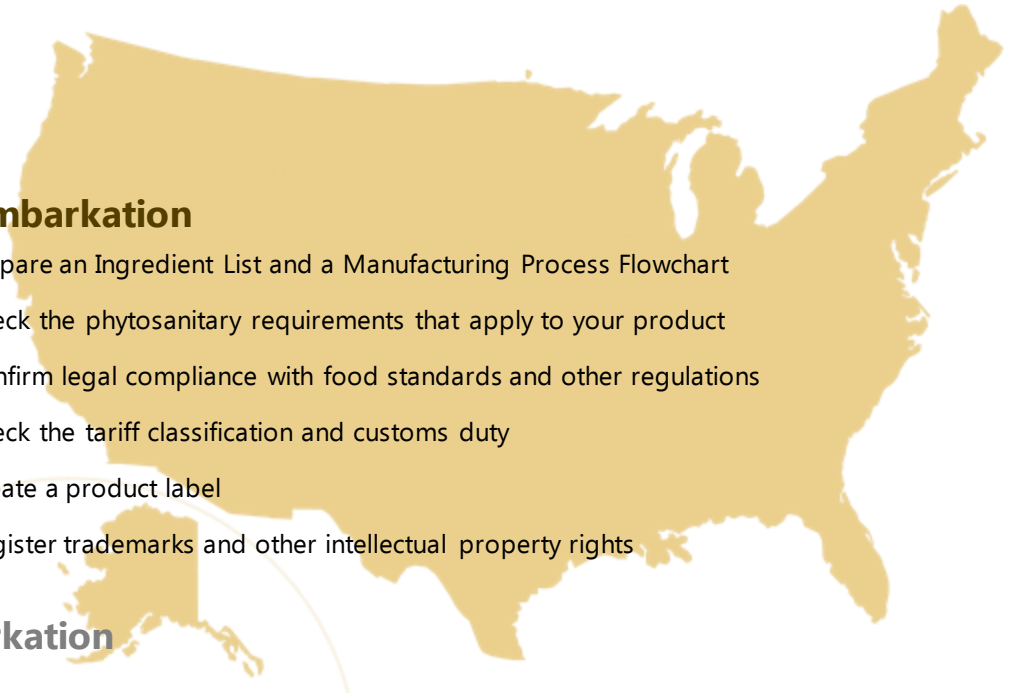 mbarkation
pare an Ingredient List and a Manufacturing Process Flowchart
eck the phytosanitary requirements that apply to your product
nfirm legal compliance with food standards and other regulations
eck the tariff classification and customs duty
ate a product label
gister trademarks and other intellectual property rights
rkation